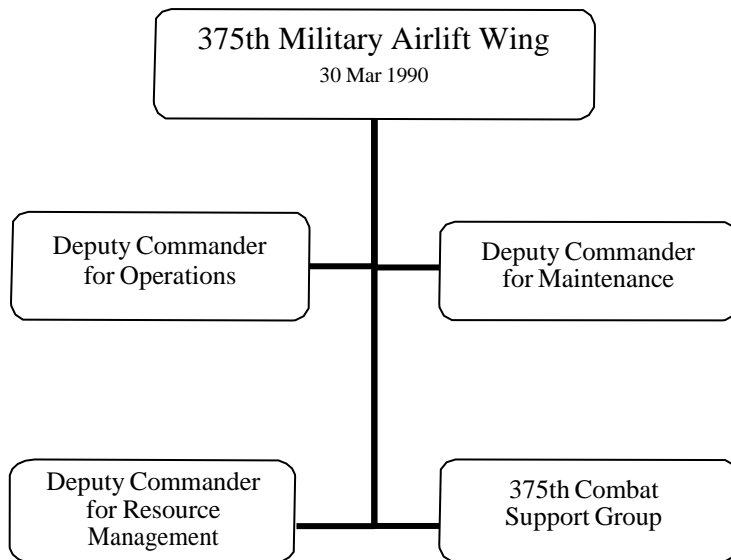 375th Military Airlift Wing
30 Mar 1990
Deputy Commander
for Operations
Deputy Commander
for Maintenance
Deputy Commander
for Resource
Management
375th Combat
Support Group